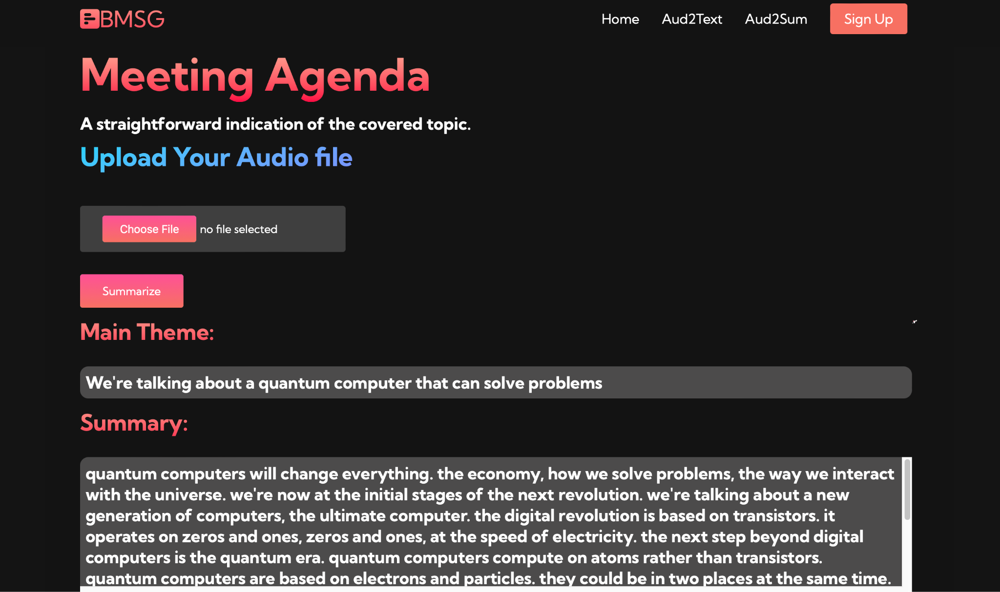 BMSG
Home
Aud2Text
Aud2Sum
Sign Up
Meeting Agenda
A straightforward indication of the covered topic.
Upload Your Audio file
Choose File no file selected
Summarize
Main Theme:
We're talking about a quantum computer that can solve problems
Summary:
quantum computers will change everything. the economy, how we solve problems, the way we interact
with the universe. we're now at the initial stages of the next revolution. we're talking about a new
generation of computers, the ultimate computer. the digital revolution is based on transistors. it
operates on zeros and ones, zeros and ones, at the speed of electricity. the next step beyond digital
computers is the quantum era. quantum computers compute on atoms rather than transistors.
quantum computers are based on electrons and particles. they could be in two places at the same time.